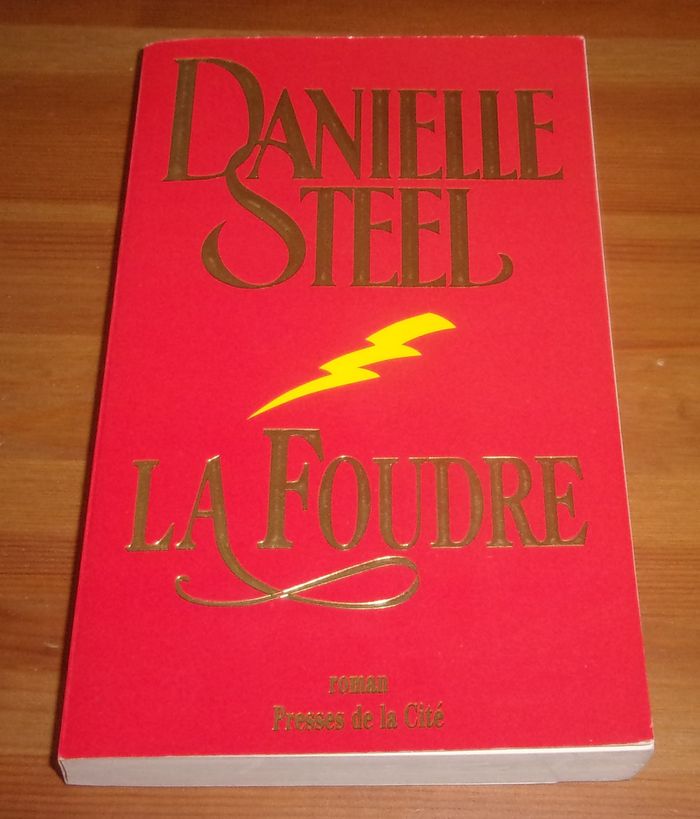 DANIELLE
STEEL
LA FOUDRE
roman
Presses de la Cité